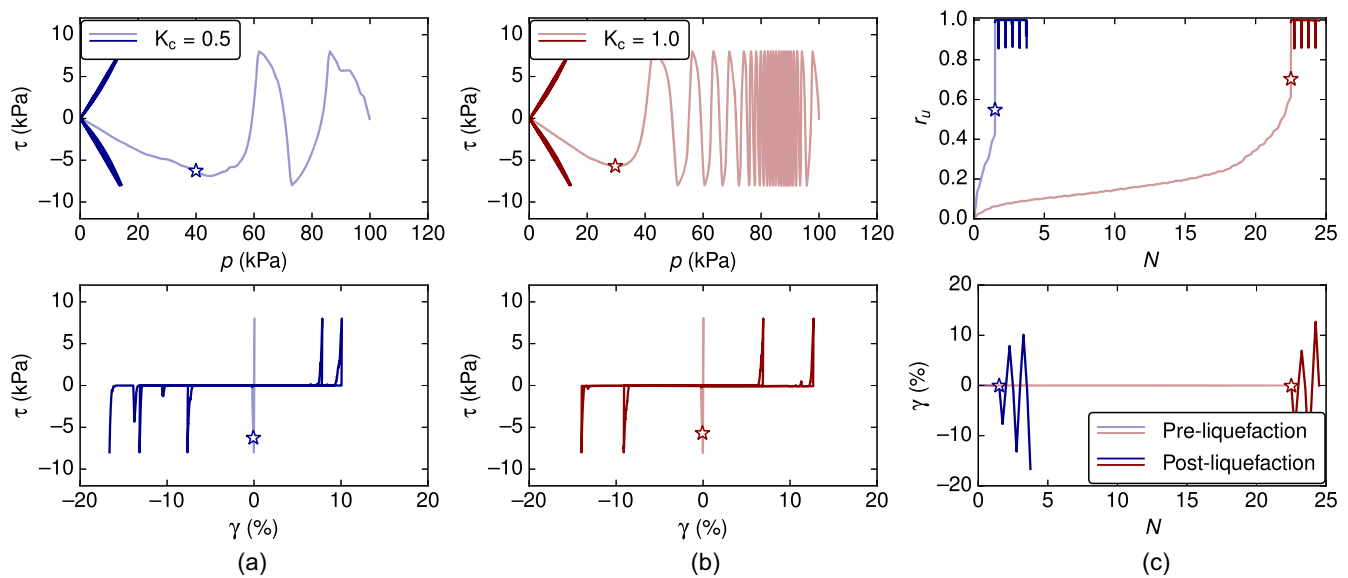 10
5
0
−5
−10
τ (kPa)
K_c = 0.5
0 20 40 60 80 100 120
p (kPa)
10
5
0
−5
−10
τ (kPa)
K_c = 1.0
0 20 40 60 80 100 120
p (kPa)
1.0
0.8
0.6
0.4
0.2
0.0
r_u
0 5 10 15 20 25
N
10
5
0
−5
−10
τ (kPa)
−20 −10 0 10 20
γ (%)
(a)
10
5
0
−5
−10
τ (kPa)
−20 −10 0 10 20
γ (%)
(b)
20
10
0
−10
−20
γ (%)
Pre-liquefaction
Post-liquefaction
0 5 10 15 20 25
N
(c)